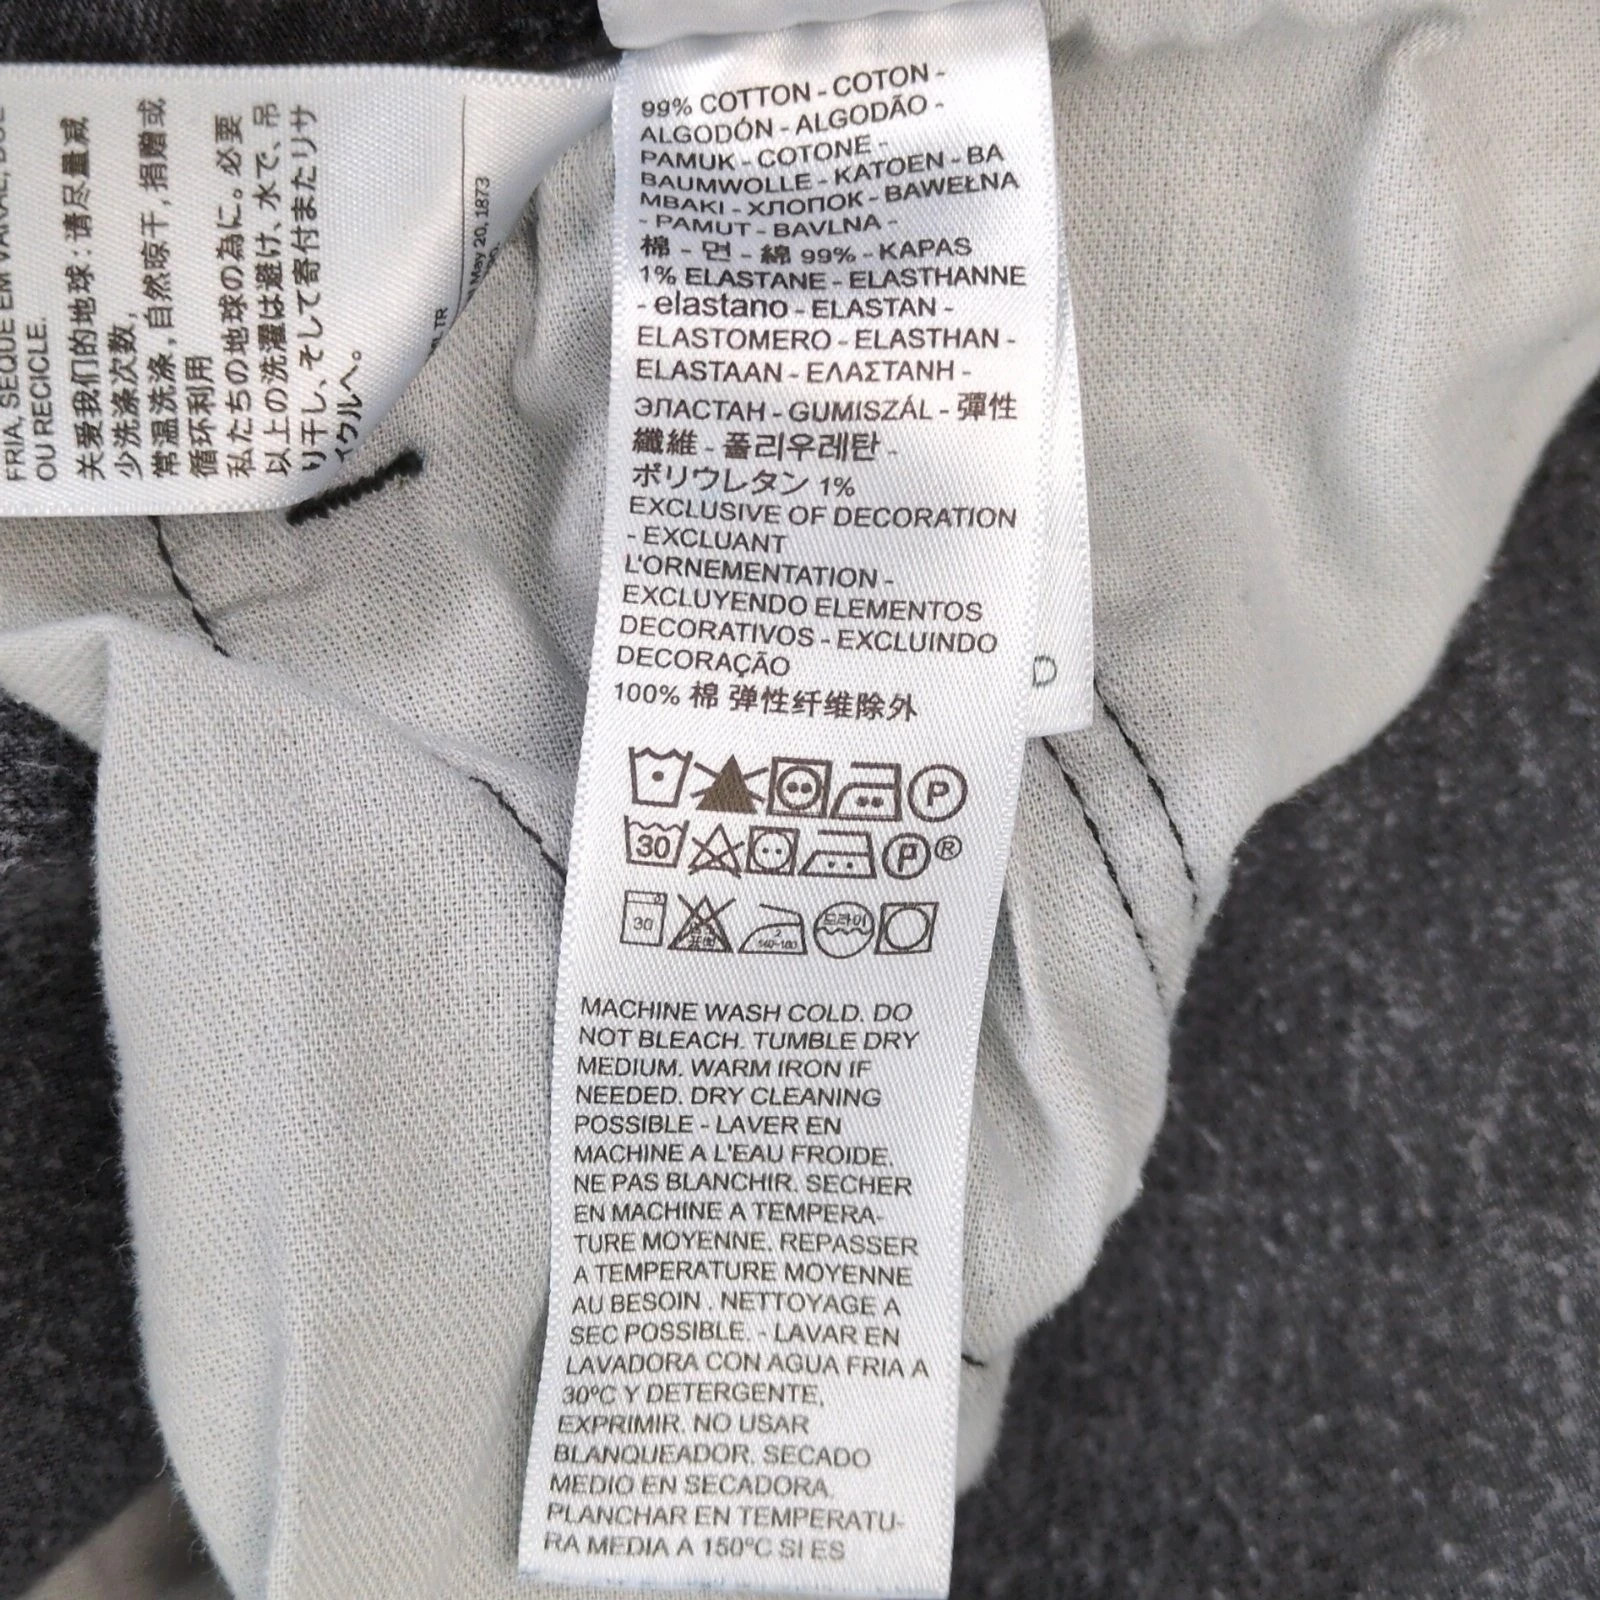 FRIA, SEQUE EM VARAL, DOE
OU RECICLE.
关爱我们的地球:请尽量减
少洗涤次数,
常温洗涤,自然晾干,捐赠或
循环利用
私たちの地球の為に。必要
以上の洗濯は避け、水で、吊
り干し、そして寄付またリサ
イクルへ。
TR
May 20, 1873
99% COTTON - COTON -
ALGODÓN - ALGODÃO -
PAMUK - COTONE -
BAUMWOLLE - KATOEN - BA
MBAKI - ХЛОПОК - BAWEŁNA
- PAMUT - BAVLNA -
棉 - 면 - 綿 99% - KAPAS
1% ELASTANE - ELASTHANNE
- elastano - ELASTAN -
ELASTOMERO - ELASTHAN -
ELASTAAN - ΕΛΑΣΤΑΝΗ -
ЭЛАСТАН - GUMISZÁL - 彈性
纖維 - 폴리우레탄 -
ポリウレタン 1%
EXCLUSIVE OF DECORATION
- EXCLUANT
L'ORNEMENTATION -
EXCLUYENDO ELEMENTOS
DECORATIVOS - EXCLUINDO
DECORAÇÃO
100% 棉 弹性纤维除外
D
P
30 P ®
30 드라이
MACHINE WASH COLD. DO
NOT BLEACH. TUMBLE DRY
MEDIUM. WARM IRON IF
NEEDED. DRY CLEANING
POSSIBLE - LAVER EN
MACHINE A L'EAU FROIDE.
NE PAS BLANCHIR. SECHER
EN MACHINE A TEMPERA-
TURE MOYENNE. REPASSER
A TEMPERATURE MOYENNE
AU BESOIN . NETTOYAGE A
SEC POSSIBLE. - LAVAR EN
LAVADORA CON AGUA FRIA A
30ºC Y DETERGENTE,
EXPRIMIR. NO USAR
BLANQUEADOR. SECADO
MEDIO EN SECADORA.
PLANCHAR EN TEMPERATU-
RA MEDIA A 150ºC SI ES